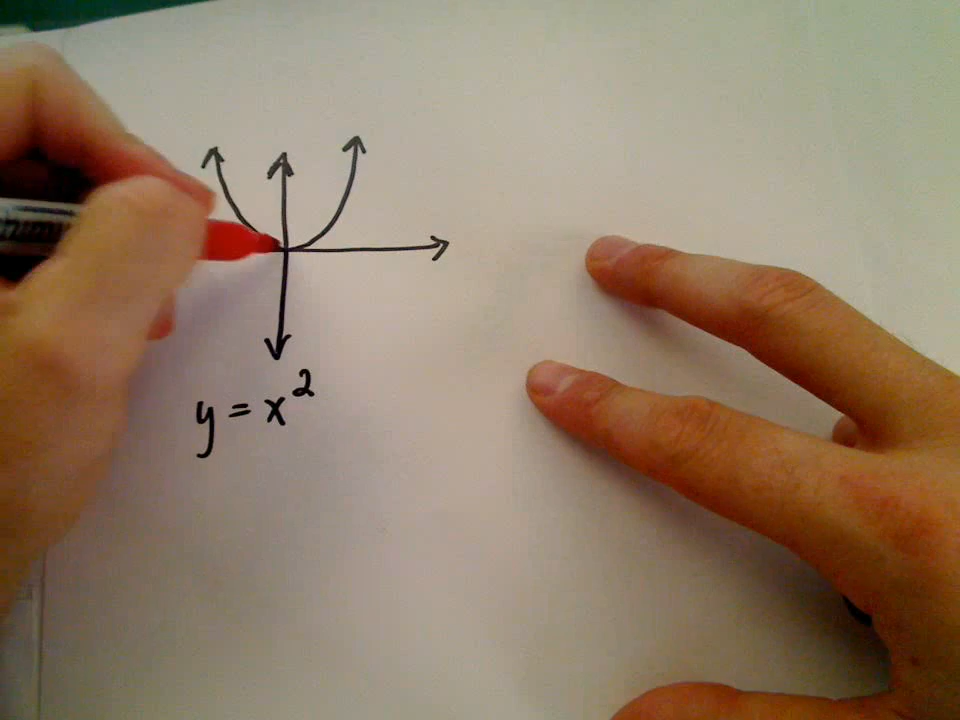 y = x²